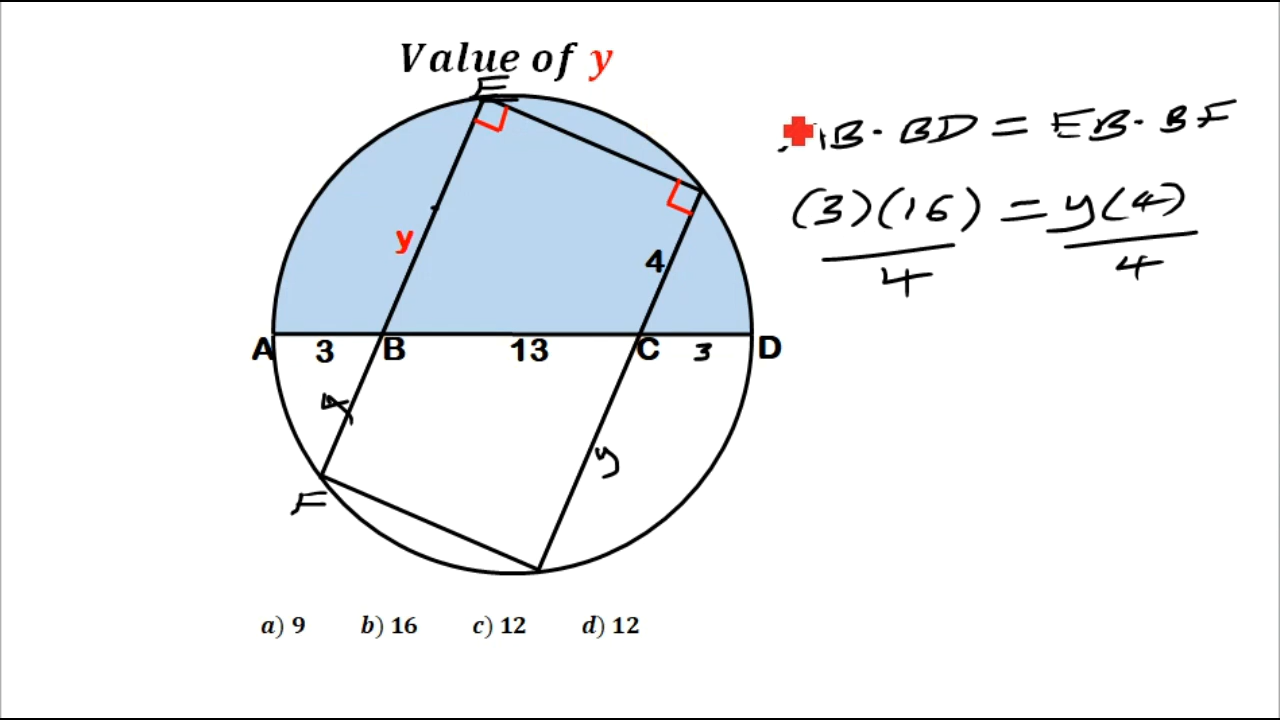 Value of y
E
AB · BD = EB · BF
(3)(16) = y(4)
4 4
y
4
A 3 B 13 C 3 D
4
y
F
a) 9 b) 16 c) 12 d) 12